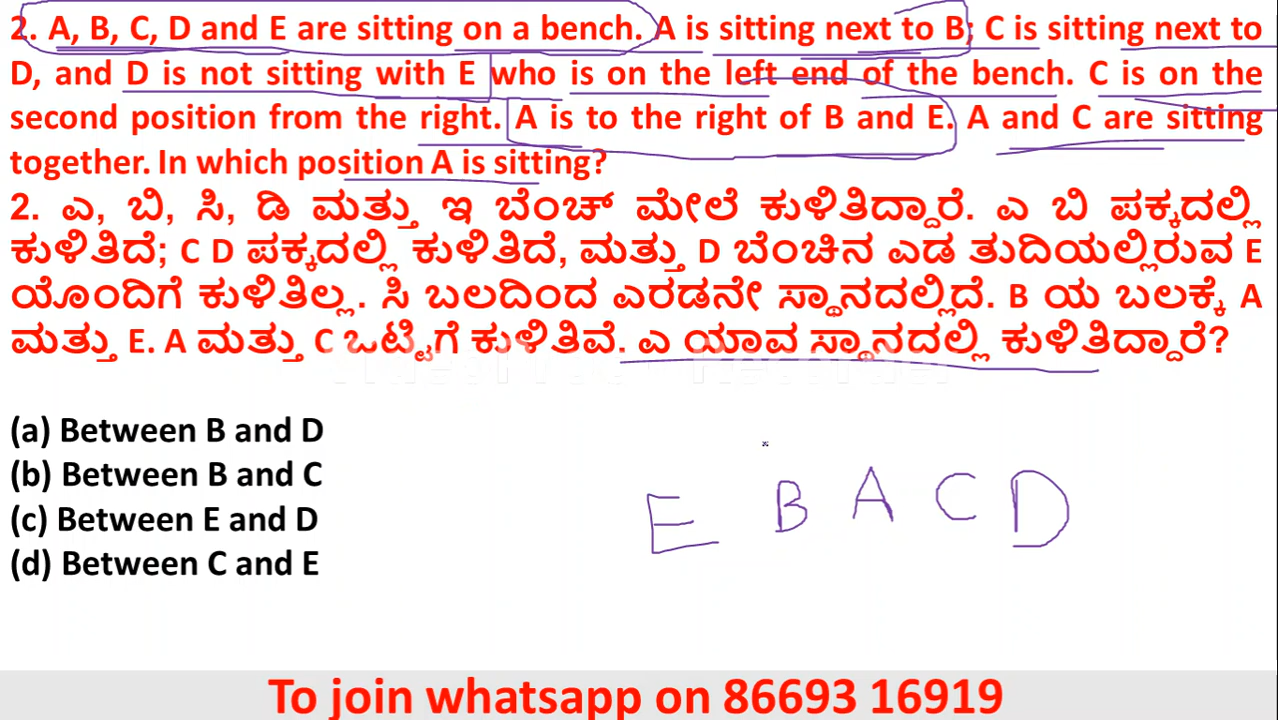 2. A, B, C, D and E are sitting on a bench. A is sitting next to B; C is sitting next to
D, and D is not sitting with E who is on the left end of the bench. C is on the
second position from the right. A is to the right of B and E. A and C are sitting
together. In which position A is sitting?
2. ಎ, ಬಿ, ಸಿ, ಡಿ ಮತ್ತು ಇ ಬೆಂಚ್ ಮೇಲೆ ಕುಳಿತಿದ್ದಾರೆ. ಎ ಬಿ ಪಕ್ಕದಲ್ಲಿ
ಕುಳಿತಿದೆ; C D ಪಕ್ಕದಲ್ಲಿ ಕುಳಿತಿದೆ, ಮತ್ತು D ಬೆಂಚಿನ ಎಡ ತುದಿಯಲ್ಲಿರುವ E
ಯೊಂದಿಗೆ ಕುಳಿತಿಲ್ಲ. ಸಿ ಬಲದಿಂದ ಎರಡನೇ ಸ್ಥಾನದಲ್ಲಿದೆ. B ಯ ಬಲಕ್ಕೆ A
ಮತ್ತು E. A ಮತ್ತು C ಒಟ್ಟಿಗೆ ಕುಳಿತಿವೆ. ಎ ಯಾವ ಸ್ಥಾನದಲ್ಲಿ ಕುಳಿತಿದ್ದಾರೆ?
(a) Between B and D
(b) Between B and C
(c) Between E and D
(d) Between C and E
E B A C D
To join whatsapp on 86693 16919